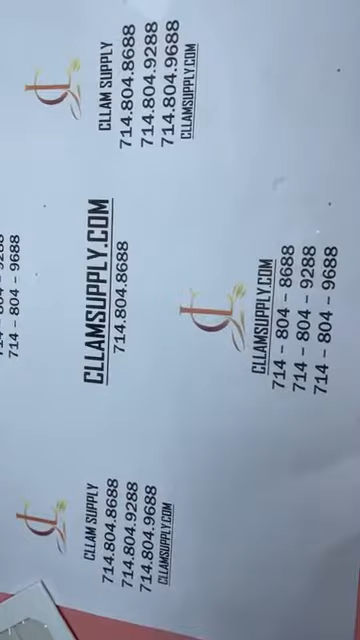 CLLAM SUPPLY
714.804.8688
714.804.9288
714.804.9688
CLLAMSUPPLY.COM
714 – 804 – 9688
CLLAMSUPPLY.COM
714.804.8688
CLLAMSUPPLY.COM
714 – 804 – 8688
714 – 804 – 9288
714 – 804 – 9688
CLLAM SUPPLY
714.804.8688
714.804.9288
714.804.9688
CLLAMSUPPLY.COM